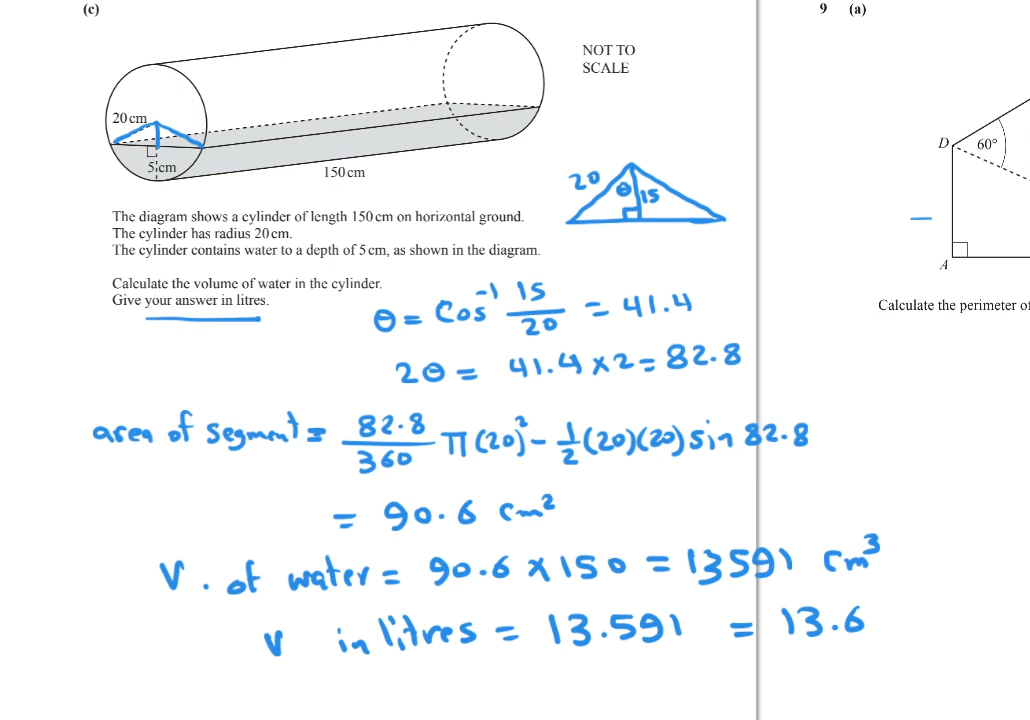 (c)
9 (a)
NOT TO
SCALE
20 cm
5 cm
150 cm
20 θ 15
D 60°
A
The diagram shows a cylinder of length 150 cm on horizontal ground.
The cylinder has radius 20 cm.
The cylinder contains water to a depth of 5 cm, as shown in the diagram.
Calculate the volume of water in the cylinder.
Give your answer in litres.
Calculate the perimeter of
θ = Cos⁻¹ 15/20 = 41.4
2θ = 41.4 × 2 = 82.8
area of segment = 82.8/360 π(20)² - 1/2 (20)(20) sin 82.8
= 90.6 cm²
V. of water = 90.6 × 150 = 13591 cm³
V in litres = 13.591 = 13.6